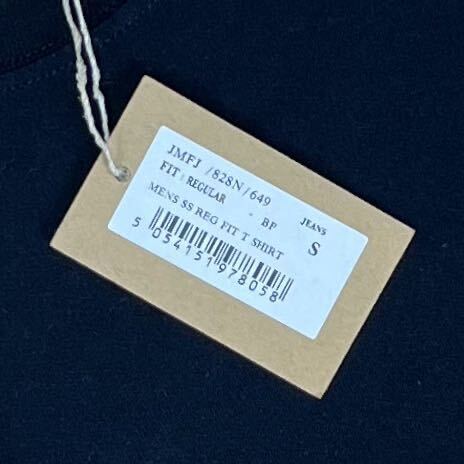 JMFJ /828N/649
FIT : REGULAR - BP JEANS
MENS SS REG FIT T SHIRT S
5 054151 978058